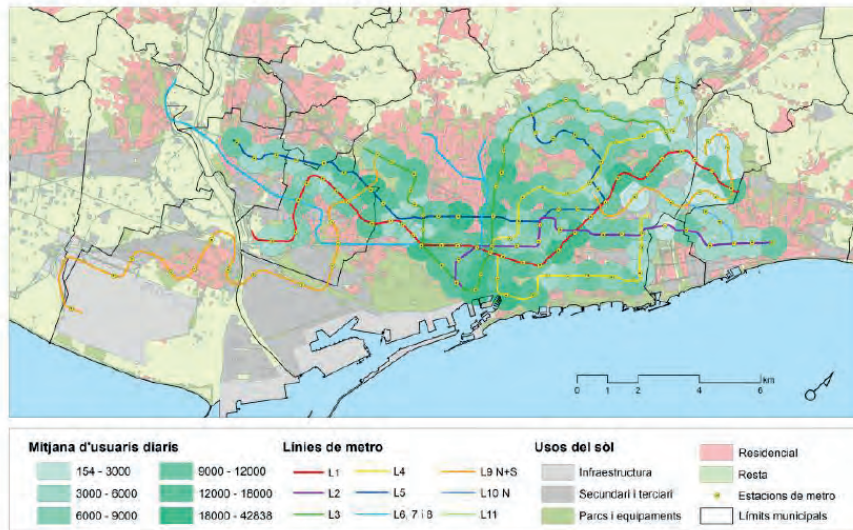 0 1 2 4 6
km
Mitjana d'usuaris diaris
154 - 3000
3000 - 6000
6000 - 9000
9000 - 12000
12000 - 18000
18000 - 42838
Línies de metro
L1
L2
L3
L4
L5
L6, 7 i 8
L9 N+S
L10 N
L11
Usos del sòl
Infraestructura
Secundari i terciari
Parcs i equipaments
Residencial
Resta
Estacions de metro
Límits municipals